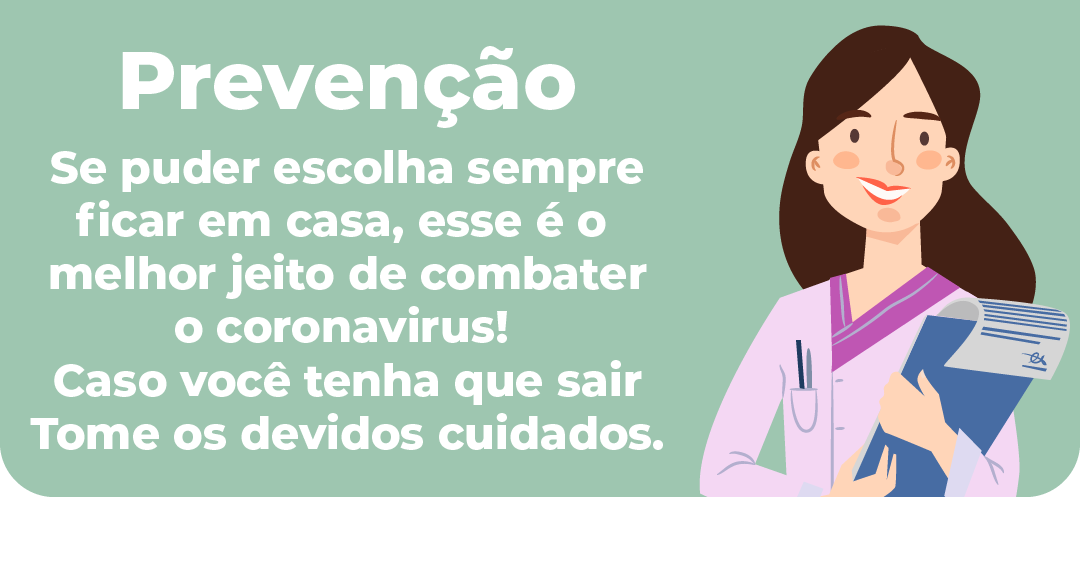 Prevenção
Se puder escolha sempre
ficar em casa, esse é o
melhor jeito de combater
o coronavirus!
Caso você tenha que sair
Tome os devidos cuidados.